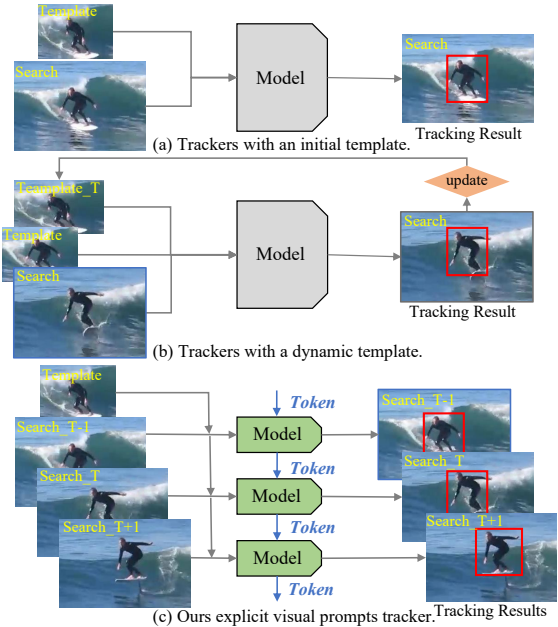 Template
Search
Model
Search
Tracking Result
(a) Trackers with an initial template.
update
Teamplate_T
Template
Search
Model
Search
Tracking Result
(b) Trackers with a dynamic template.
Template
Search_T-1
Search_T
Search_T+1
Token
Model
Token
Model
Token
Model
Token
Search_T-1
Search_T
Search_T+1
Tracking Results
(c) Ours explicit visual prompts tracker.